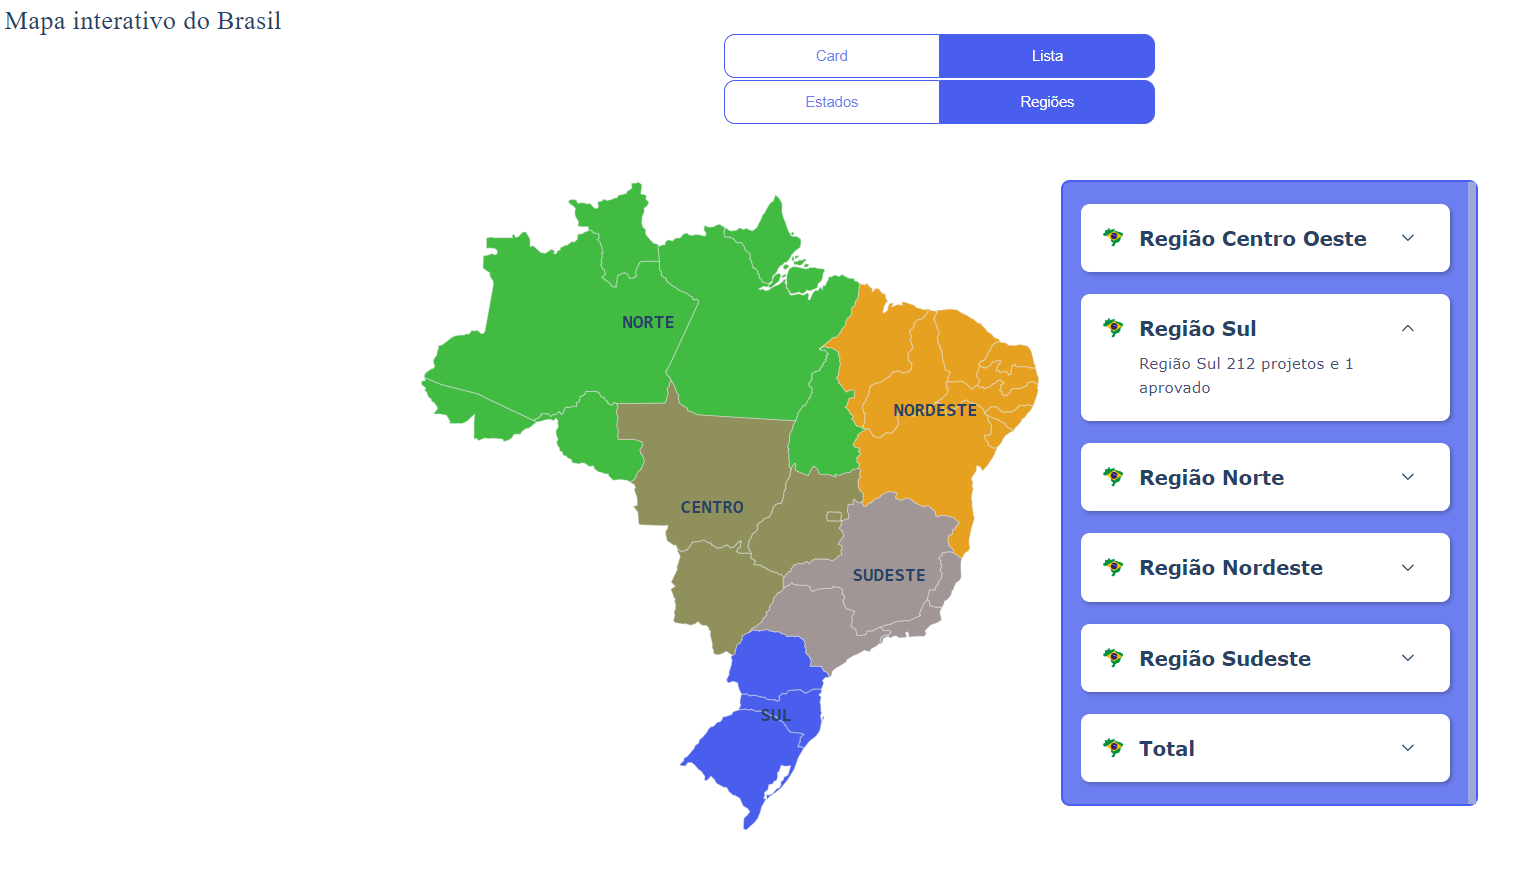 Mapa interativo do Brasil
Card
Lista
Estados
Regiões
NORTE
NORDESTE
CENTRO
SUDESTE
SUL
Região Centro Oeste
Região Sul
Região Sul 212 projetos e 1
aprovado
Região Norte
Região Nordeste
Região Sudeste
Total